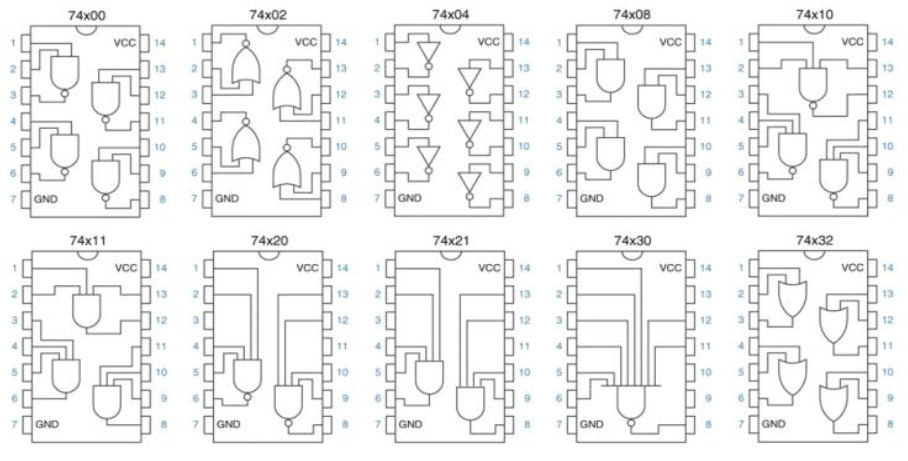 74x00 74x02 74x04 74x08 74x10
1 VCC 14 1 VCC 14 1 VCC 14 1 VCC 14 1 VCC 14
2 13 2 13 2 13 2 13 2 13
3 12 3 12 3 12 3 12 3 12
4 11 4 11 4 11 4 11 4 11
5 10 5 10 5 10 5 10 5 10
6 9 6 9 6 9 6 9 6 9
7 GND 8 7 GND 8 7 GND 8 7 GND 8 7 GND 8
74x11 74x20 74x21 74x30 74x32
1 VCC 14 1 VCC 14 1 VCC 14 1 VCC 14 1 VCC 14
2 13 2 13 2 13 2 13 2 13
3 12 3 12 3 12 3 12 3 12
4 11 4 11 4 11 4 11 4 11
5 10 5 10 5 10 5 10 5 10
6 9 6 9 6 9 6 9 6 9
7 GND 8 7 GND 8 7 GND 8 7 GND 8 7 GND 8